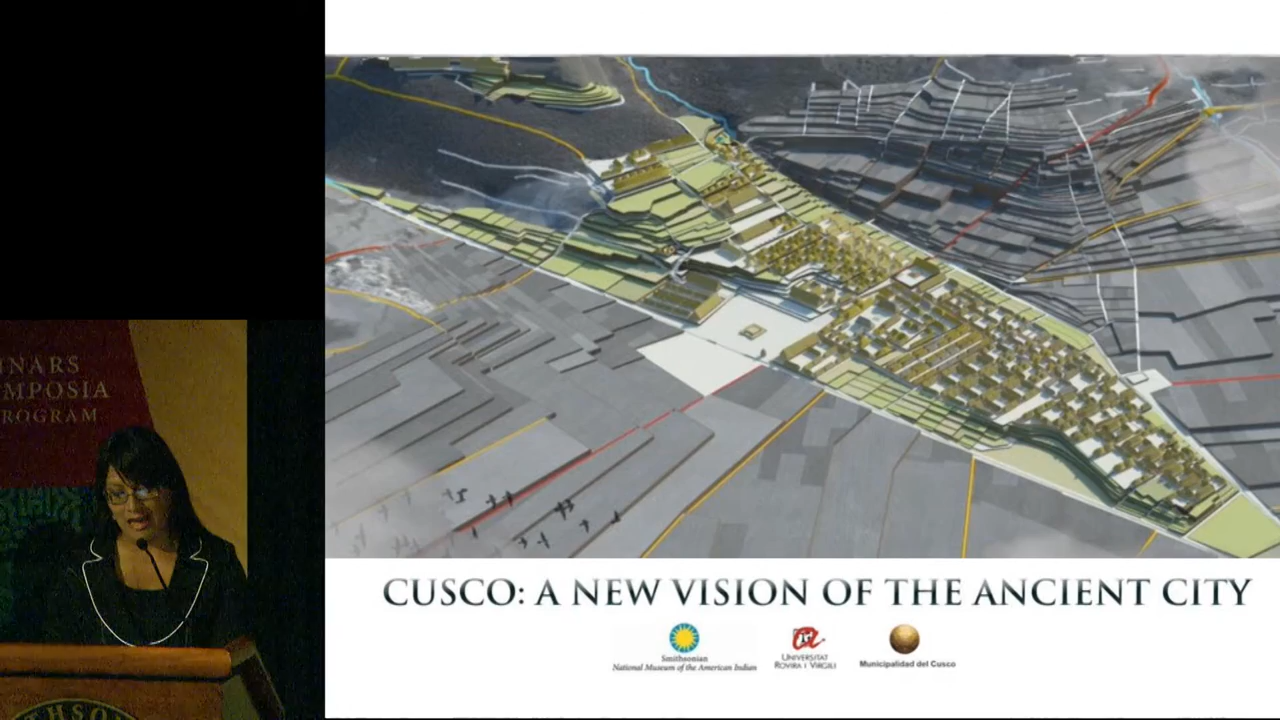 INARS
MPOSIA
ROGRAM
CUSCO: A NEW VISION OF THE ANCIENT CITY
Smithsonian
National Museum of the American Indian
UNIVERSITAT
ROVIRA I VIRGILI
Municipalidad del Cusco
THSO